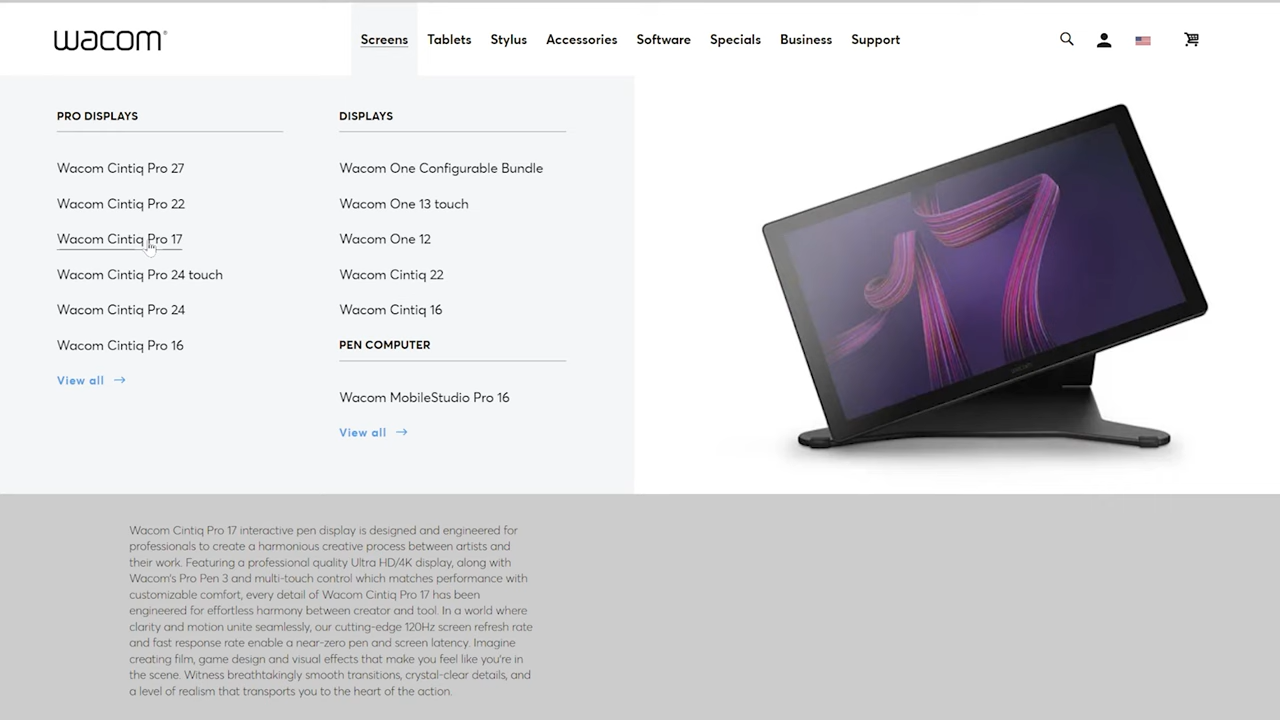 wacom®
Screens Tablets Stylus Accessories Software Specials Business Support
PRO DISPLAYS
Wacom Cintiq Pro 27
Wacom Cintiq Pro 22
Wacom Cintiq Pro 17
Wacom Cintiq Pro 24 touch
Wacom Cintiq Pro 24
Wacom Cintiq Pro 16
View all →
DISPLAYS
Wacom One Configurable Bundle
Wacom One 13 touch
Wacom One 12
Wacom Cintiq 22
Wacom Cintiq 16
PEN COMPUTER
Wacom MobileStudio Pro 16
View all →
17
Wacom Cintiq Pro 17 interactive pen display is designed and engineered for
professionals to create a harmonious creative process between artists and
their work. Featuring a professional quality Ultra HD/4K display, along with
Wacom's Pro Pen 3 and multi-touch control which matches performance with
customizable comfort, every detail of Wacom Cintiq Pro 17 has been
engineered for effortless harmony between creator and tool. In a world where
clarity and motion unite seamlessly, our cutting-edge 120Hz screen refresh rate
and fast response rate enable a near-zero pen and screen latency. Imagine
creating film, game design and visual effects that make you feel like you're in
the scene. Witness breathtakingly smooth transitions, crystal-clear details, and
a level of realism that transports you to the heart of the action.